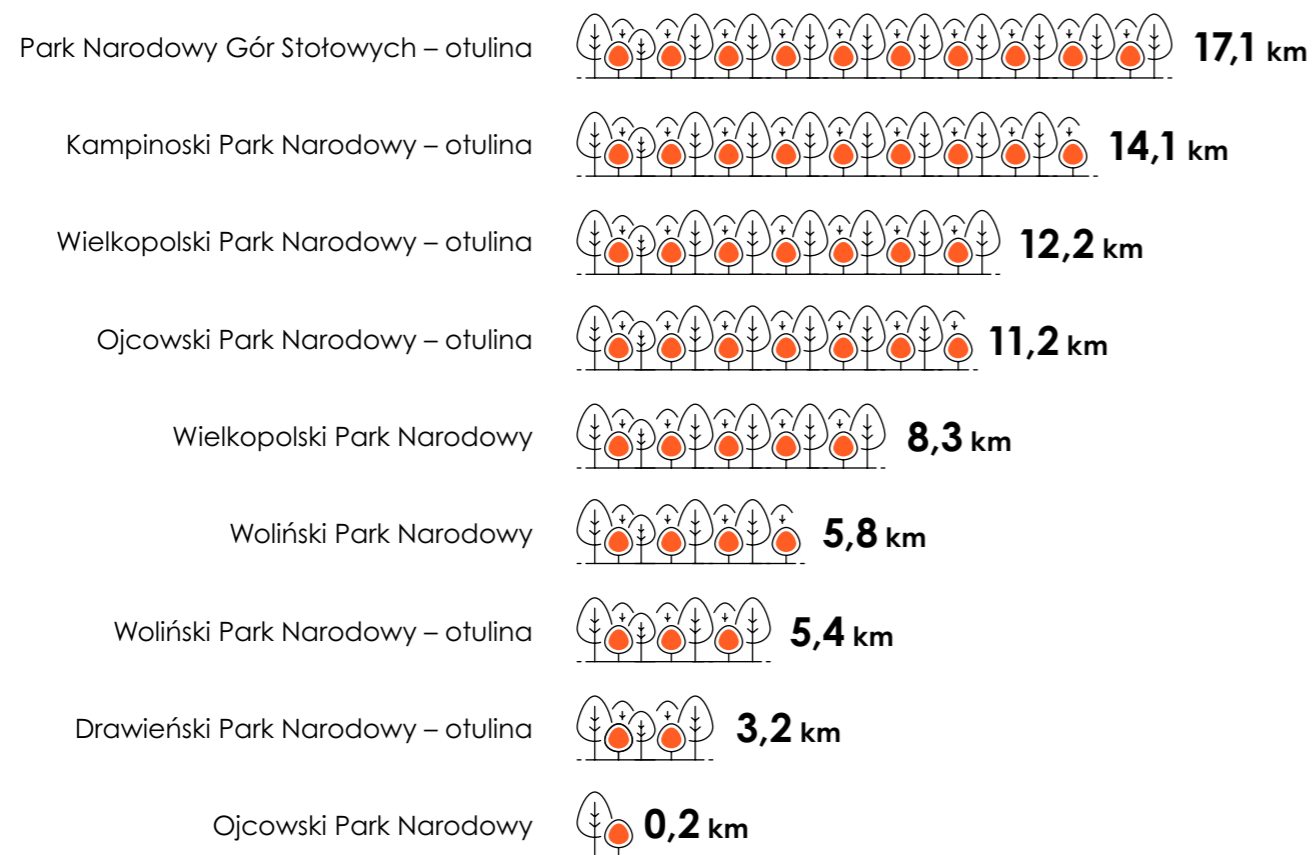 Park Narodowy Gór Stołowych – otulina 17,1 km
Kampinoski Park Narodowy – otulina 14,1 km
Wielkopolski Park Narodowy – otulina 12,2 km
Ojcowski Park Narodowy – otulina 11,2 km
Wielkopolski Park Narodowy 8,3 km
Woliński Park Narodowy 5,8 km
Woliński Park Narodowy – otulina 5,4 km
Drawieński Park Narodowy – otulina 3,2 km
Ojcowski Park Narodowy 0,2 km